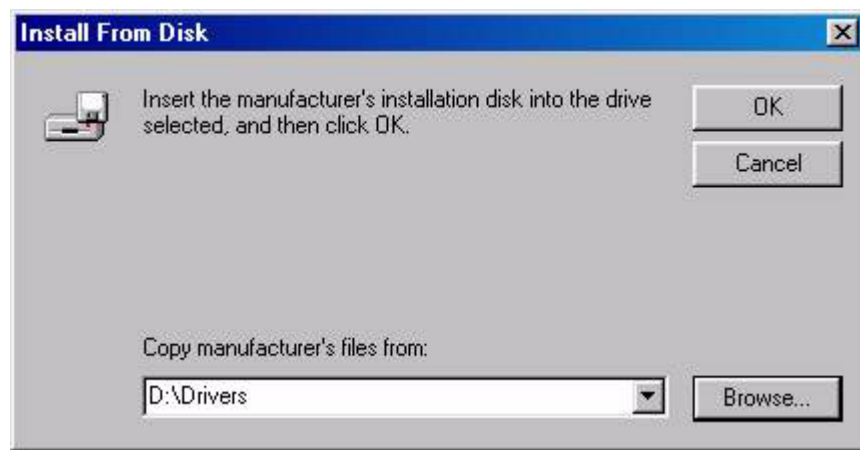 Install From Disk
Insert the manufacturer's installation disk into the drive
selected, and then click OK.
OK
Cancel
Copy manufacturer's files from:
D:\Drivers
Browse...